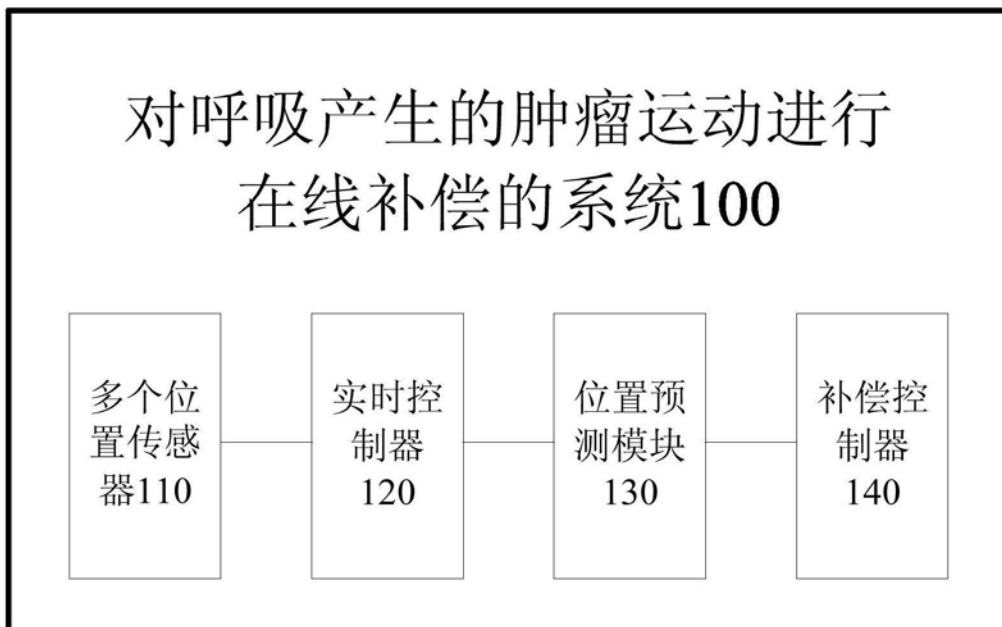 对呼吸产生的肿瘤运动进行
在线补偿的系统100
多个位
置传感
器110
实时控
制器
120
位置预
测模块
130
补偿控
制器
140